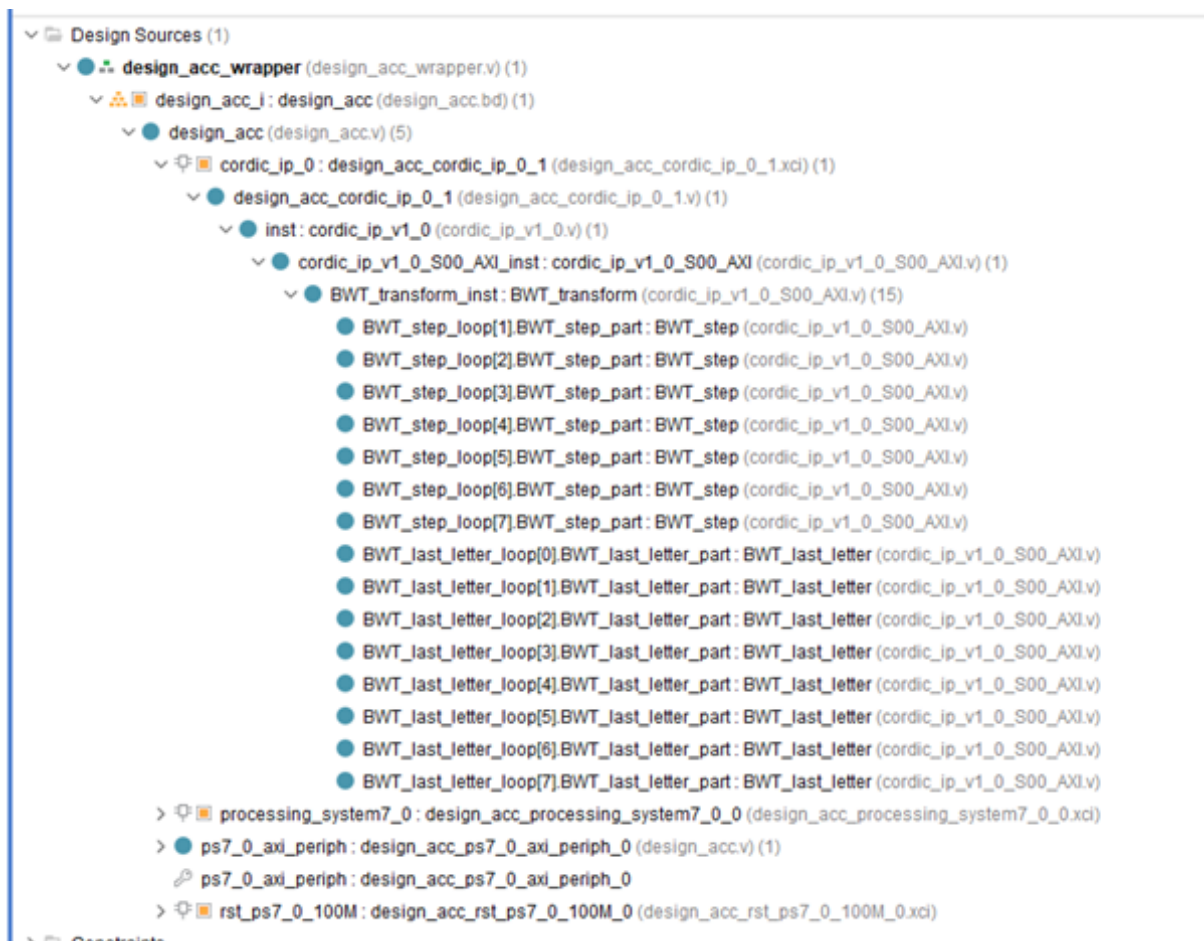 Design Sources (1)
design_acc_wrapper (design_acc_wrapper.v) (1)
design_acc_i : design_acc (design_acc.bd) (1)
design_acc (design_acc.v) (5)
cordic_ip_0 : design_acc_cordic_ip_0_1 (design_acc_cordic_ip_0_1.xci) (1)
design_acc_cordic_ip_0_1 (design_acc_cordic_ip_0_1.v) (1)
inst : cordic_ip_v1_0 (cordic_ip_v1_0.v) (1)
cordic_ip_v1_0_S00_AXI_inst : cordic_ip_v1_0_S00_AXI (cordic_ip_v1_0_S00_AXI.v) (1)
BWT_transform_inst : BWT_transform (cordic_ip_v1_0_S00_AXI.v) (15)
BWT_step_loop[1].BWT_step_part : BWT_step (cordic_ip_v1_0_S00_AXI.v)
BWT_step_loop[2].BWT_step_part : BWT_step (cordic_ip_v1_0_S00_AXI.v)
BWT_step_loop[3].BWT_step_part : BWT_step (cordic_ip_v1_0_S00_AXI.v)
BWT_step_loop[4].BWT_step_part : BWT_step (cordic_ip_v1_0_S00_AXI.v)
BWT_step_loop[5].BWT_step_part : BWT_step (cordic_ip_v1_0_S00_AXI.v)
BWT_step_loop[6].BWT_step_part : BWT_step (cordic_ip_v1_0_S00_AXI.v)
BWT_step_loop[7].BWT_step_part : BWT_step (cordic_ip_v1_0_S00_AXI.v)
BWT_last_letter_loop[0].BWT_last_letter_part : BWT_last_letter (cordic_ip_v1_0_S00_AXI.v)
BWT_last_letter_loop[1].BWT_last_letter_part : BWT_last_letter (cordic_ip_v1_0_S00_AXI.v)
BWT_last_letter_loop[2].BWT_last_letter_part : BWT_last_letter (cordic_ip_v1_0_S00_AXI.v)
BWT_last_letter_loop[3].BWT_last_letter_part : BWT_last_letter (cordic_ip_v1_0_S00_AXI.v)
BWT_last_letter_loop[4].BWT_last_letter_part : BWT_last_letter (cordic_ip_v1_0_S00_AXI.v)
BWT_last_letter_loop[5].BWT_last_letter_part : BWT_last_letter (cordic_ip_v1_0_S00_AXI.v)
BWT_last_letter_loop[6].BWT_last_letter_part : BWT_last_letter (cordic_ip_v1_0_S00_AXI.v)
BWT_last_letter_loop[7].BWT_last_letter_part : BWT_last_letter (cordic_ip_v1_0_S00_AXI.v)
processing_system7_0 : design_acc_processing_system7_0_0 (design_acc_processing_system7_0_0.xci)
ps7_0_axi_periph : design_acc_ps7_0_axi_periph_0 (design_acc.v) (1)
ps7_0_axi_periph : design_acc_ps7_0_axi_periph_0
rst_ps7_0_100M : design_acc_rst_ps7_0_100M_0 (design_acc_rst_ps7_0_100M_0.xci)